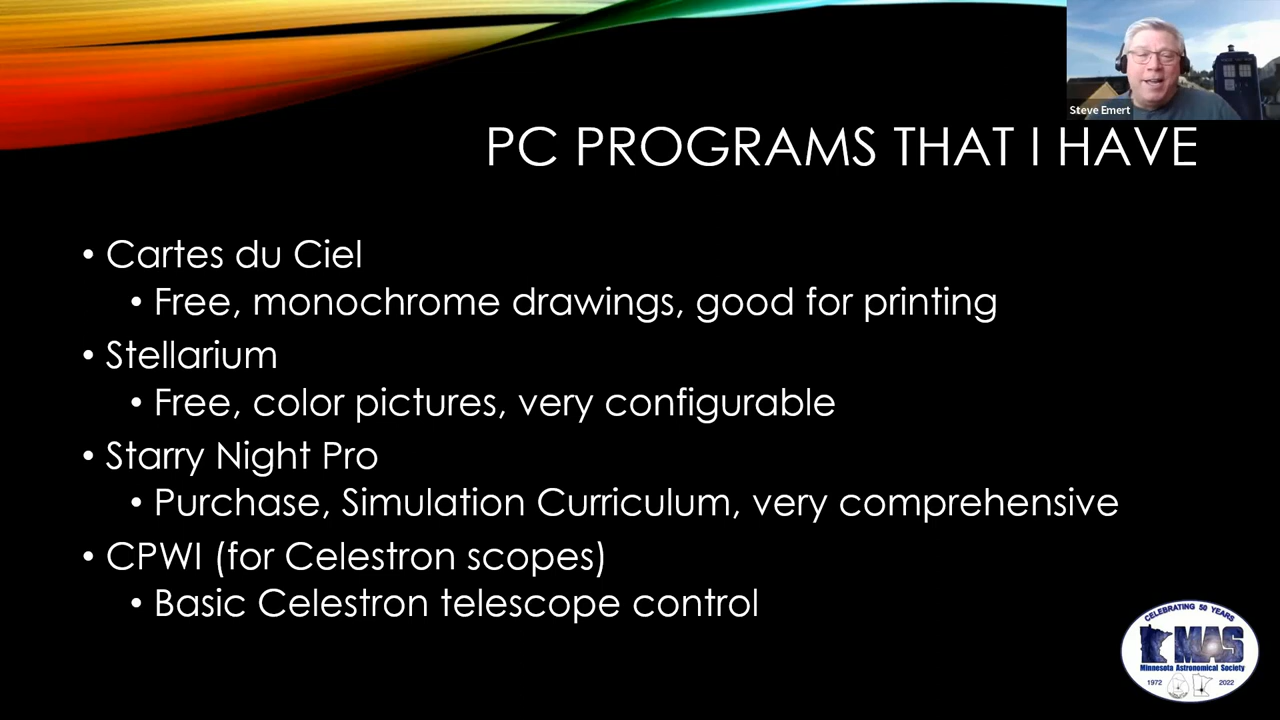 Steve Emert
PC PROGRAMS THAT I HAVE
• Cartes du Ciel
• Free, monochrome drawings, good for printing
• Stellarium
• Free, color pictures, very configurable
• Starry Night Pro
• Purchase, Simulation Curriculum, very comprehensive
• CPWI (for Celestron scopes)
• Basic Celestron telescope control
CELEBRATING 50 YEARS
MAS
Minnesota Astronomical Society
1972 2022